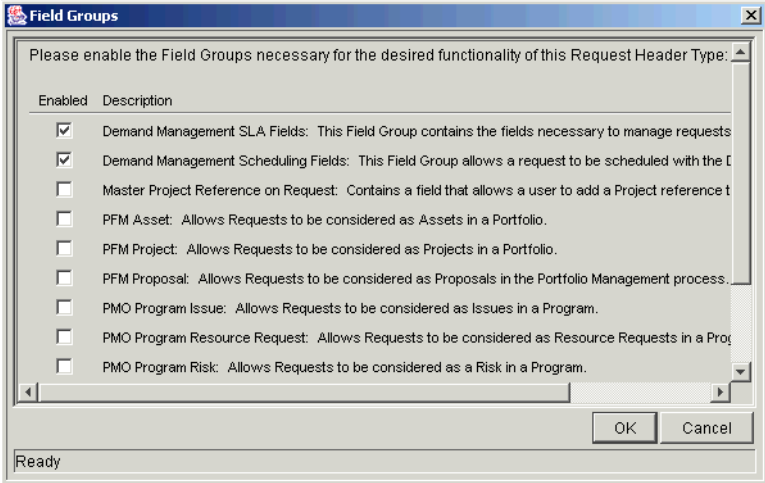 Field Groups
Please enable the Field Groups necessary for the desired functionality of this Request Header Type:
Enabled Description
Demand Management SLA Fields: This Field Group contains the fields necessary to manage requests
Demand Management Scheduling Fields: This Field Group allows a request to be scheduled with the
Master Project Reference on Request: Contains a field that allows a user to add a Project reference
PFM Asset: Allows Requests to be considered as Assets in a Portfolio.
PFM Project: Allows Requests to be considered as Projects in a Portfolio.
PFM Proposal: Allows Requests to be considered as Proposals in the Portfolio Management process.
PMO Program Issue: Allows Requests to be considered as Issues in a Program.
PMO Program Resource Request: Allows Requests to be considered as Resource Requests in a
PMO Program Risk: Allows Requests to be considered as a Risk in a Program.
OK Cancel
Ready